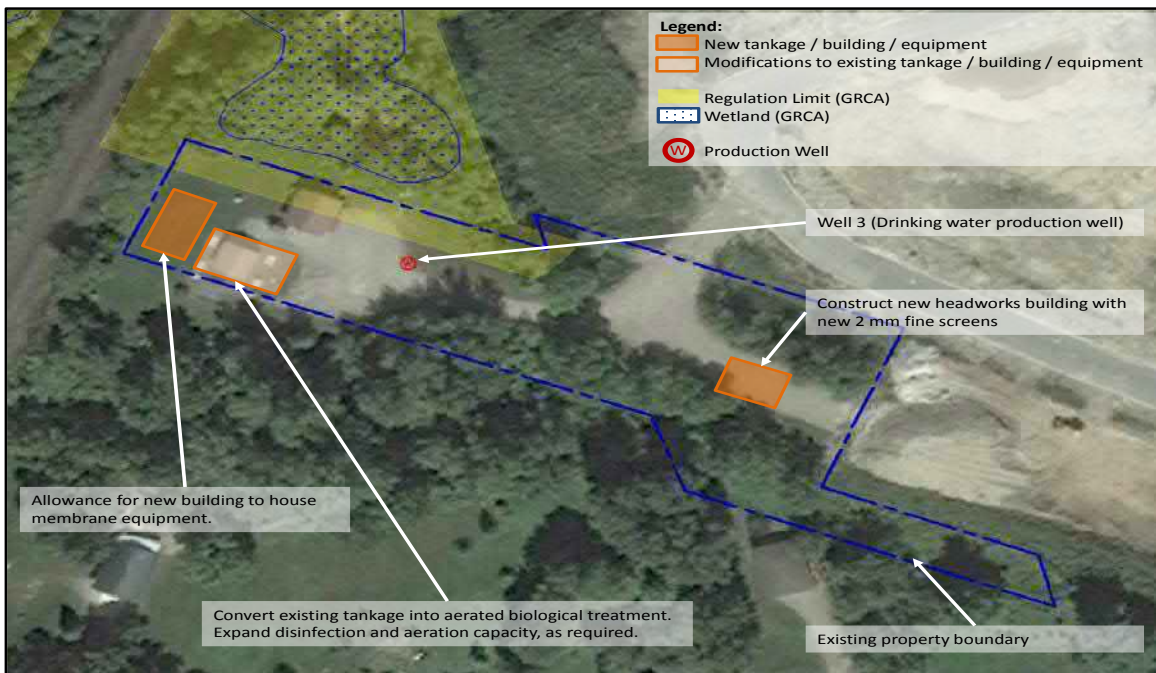 Legend:
New tankage / building / equipment
Modifications to existing tankage / building / equipment
Regulation Limit (GRCA)
Wetland (GRCA)
W Production Well
Well 3 (Drinking water production well)
W
Construct new headworks building with
new 2 mm fine screens
Allowance for new building to house
membrane equipment.
Convert existing tankage into aerated biological treatment.
Expand disinfection and aeration capacity, as required.
Existing property boundary